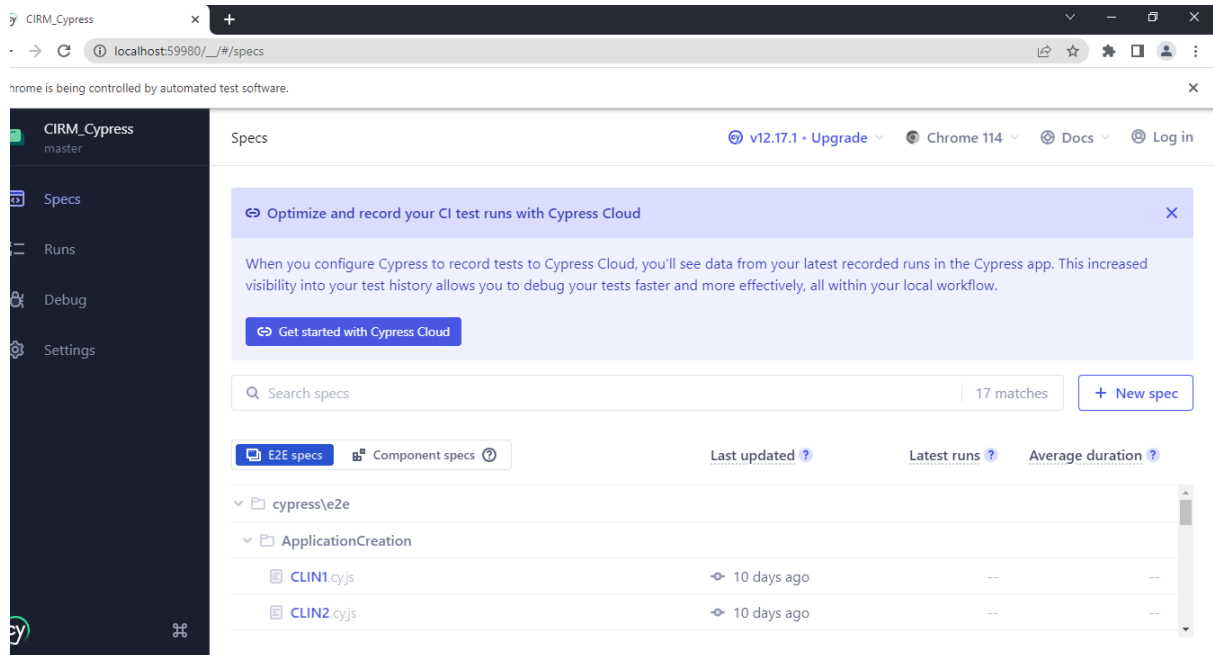 CIRM_Cypress
localhost:59980/__/#/specs
hrome is being controlled by automated test software.
CIRM_Cypress
master
Specs
Runs
Debug
Settings
cy
Specs
v12.17.1 • Upgrade
Chrome 114
Docs
Log in
Optimize and record your CI test runs with Cypress Cloud
When you configure Cypress to record tests to Cypress Cloud, you'll see data from your latest recorded runs in the Cypress app. This increased
visibility into your test history allows you to debug your tests faster and more effectively, all within your local workflow.
Get started with Cypress Cloud
Search specs
17 matches
+ New spec
E2E specs
Component specs ?
Last updated ?
Latest runs ?
Average duration ?
cypress\e2e
ApplicationCreation
CLIN1.cy.js
10 days ago
--
--
CLIN2.cy.js
10 days ago
--
--